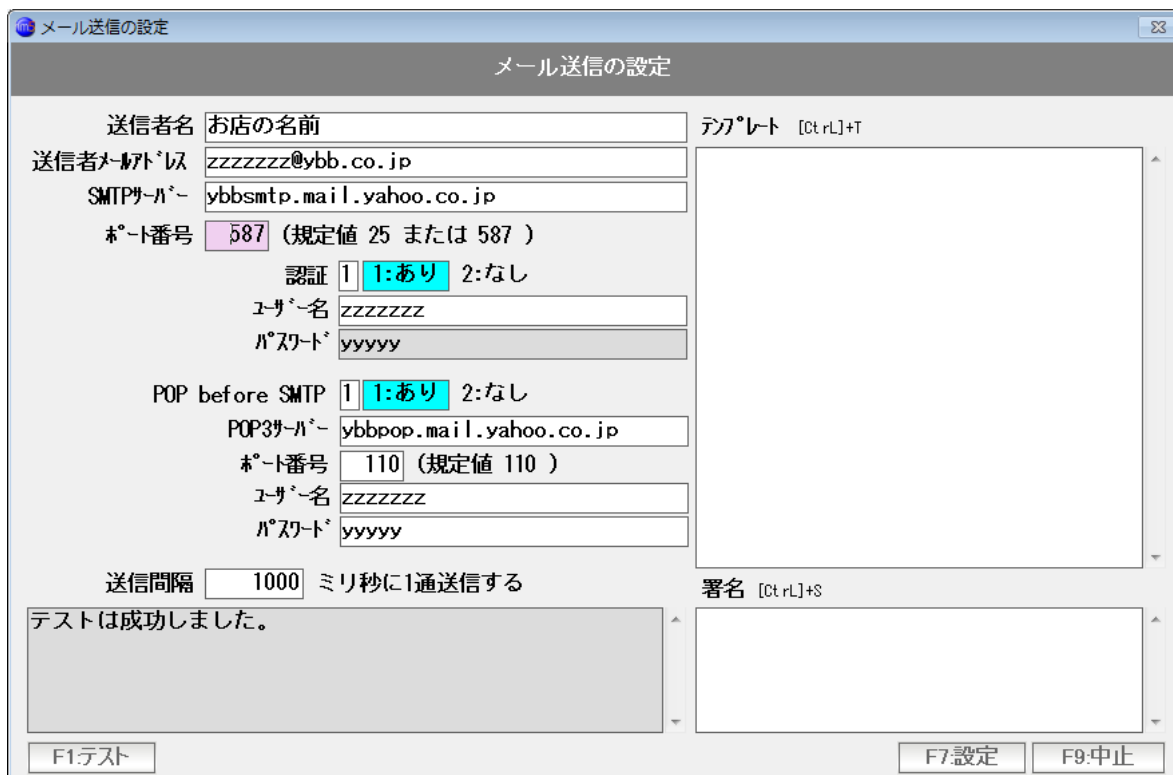 メール送信の設定
メール送信の設定
送信者名 お店の名前
送信者ﾒｰﾙｱﾄﾞﾚｽ zzzzzzz@ybb.co.jp
SMTPｻｰﾊﾞｰ ybbsmtp.mail.yahoo.co.jp
ﾎﾟｰﾄ番号 587 (規定値 25 または 587 )
認証 1 1:あり 2:なし
ﾕｰｻﾞｰ名 zzzzzzz
ﾊﾟｽﾜｰﾄﾞ yyyyy
POP before SMTP 1 1:あり 2:なし
POP3ｻｰﾊﾞｰ ybbpop.mail.yahoo.co.jp
ﾎﾟｰﾄ番号 110 (規定値 110 )
ﾕｰｻﾞｰ名 zzzzzzz
ﾊﾟｽﾜｰﾄﾞ yyyyy
送信間隔 1000 ミリ秒に1通送信する
テストは成功しました。
ﾃﾝﾌﾟﾚｰﾄ [CtrL]+T
署名 [CtrL]+S
F1:テスト F7:設定 F9:中止